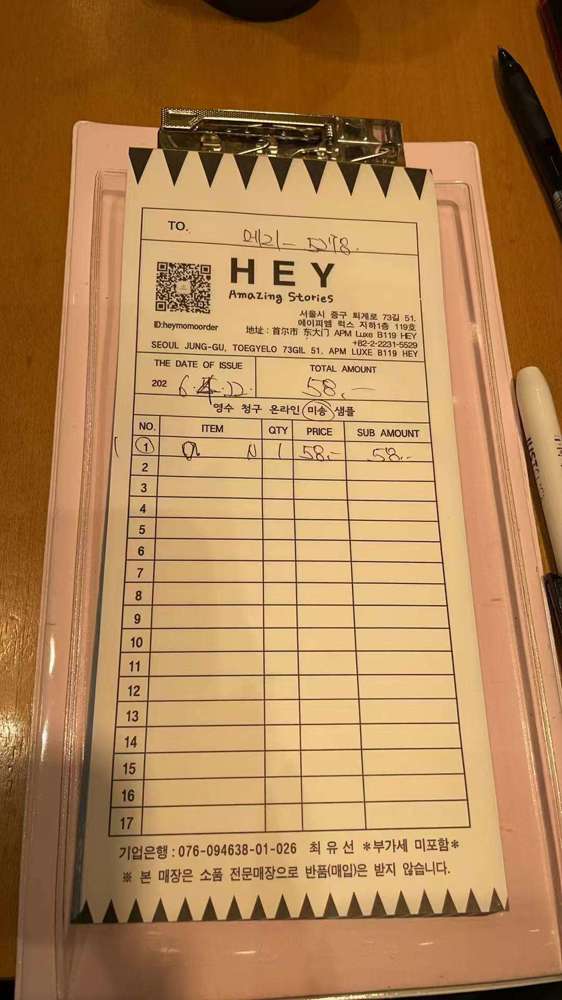 TO. 메리- 5078.
HEY
Amazing Stories
ID:heymomoorder
서울시 중구 퇴계로 73길 51.
에이피엠 럭스 지하1층 119호
地址: 首尔市 东大门 APM Luxe B119 HEY
+82-2-2231-5529
SEOUL JUNG-GU, TOEGYELO 73GIL 51. APM LUXE B119 HEY
THE DATE OF ISSUE TOTAL AMOUNT
202 6. 4. 58.-
영수 청구 온라인 미송 샘플
NO. ITEM QTY PRICE SUB AMOUNT
1 N 1 58.- 58.-
2
3
4
5
6
7
8
9
10
11
12
13
14
15
16
17
기업은행 : 076-094638-01-026 최유선 *부가세 미포함*
※ 본 매장은 소품 전문매장으로 반품(매입)은 받지 않습니다.